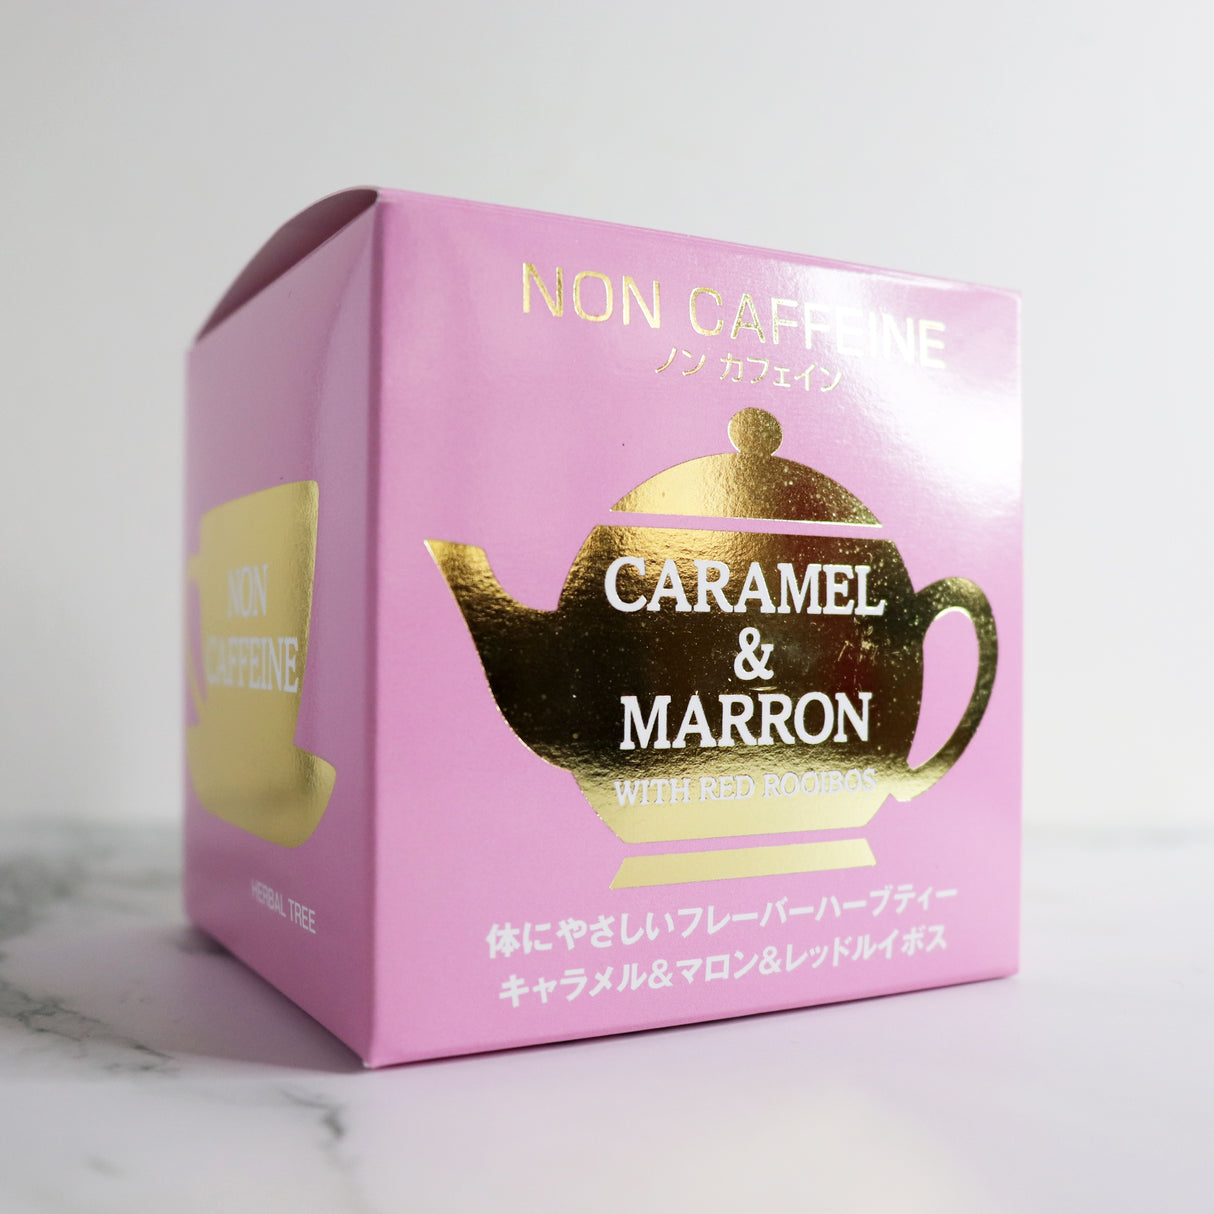 NON CAFFEINE
ノン カフェイン
CARAMEL
&
MARRON
WITH RED ROOIBOS
体にやさしいフレーバーハーブティー
キャラメル&マロン&レッドルイボス
NON
CAFFEINE
HERBAL TREE